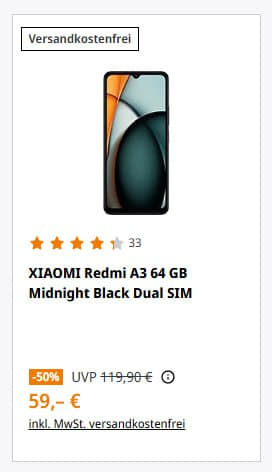 Versandkostenfrei
33
XIAOMI Redmi A3 64 GB
Midnight Black Dual SIM
-50% UVP 119,90 €
59,– €
inkl. MwSt. versandkostenfrei